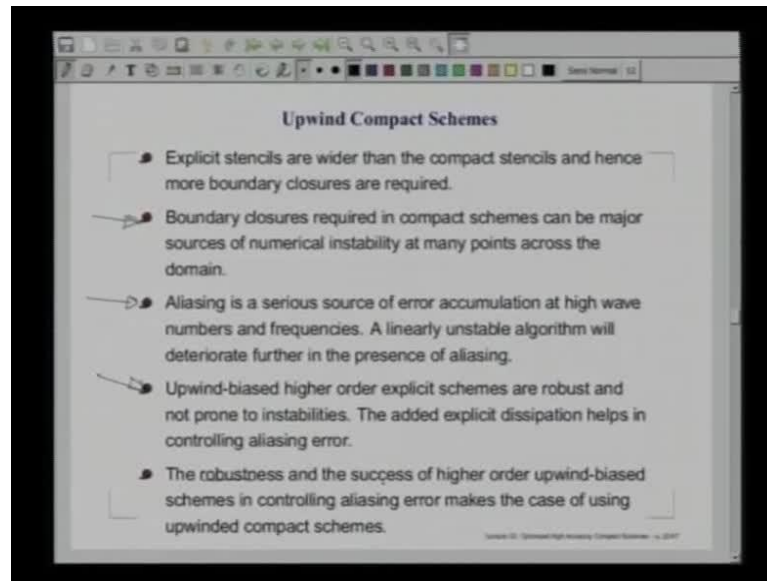 Upwind Compact Schemes
Explicit stencils are wider than the compact stencils and hence
more boundary closures are required.
Boundary closures required in compact schemes can be major
sources of numerical instability at many points across the
domain.
Aliasing is a serious source of error accumulation at high wave
numbers and frequencies. A linearly unstable algorithm will
deteriorate further in the presence of aliasing.
Upwind-biased higher order explicit schemes are robust and
not prone to instabilities. The added explicit dissipation helps in
controlling aliasing error.
The robustness and the success of higher order upwind-biased
schemes in controlling aliasing error makes the case of using
upwinded compact schemes.